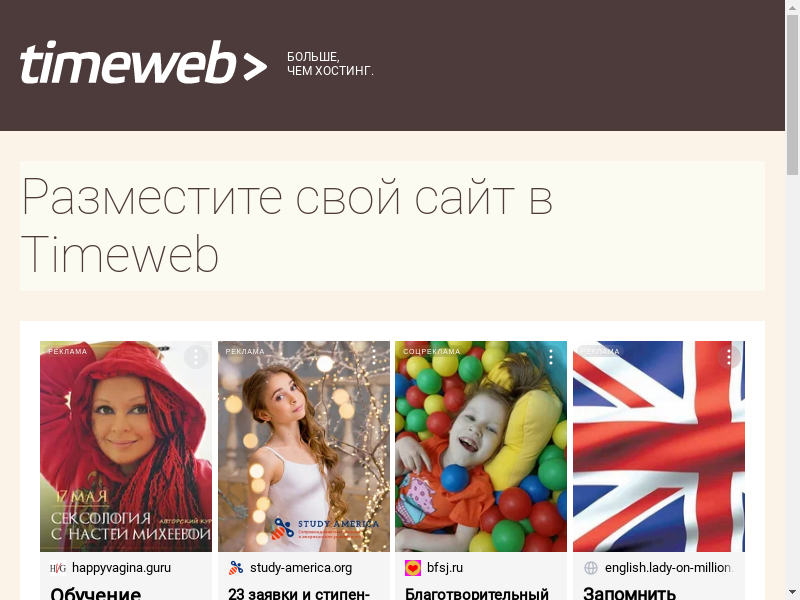 timeweb>
БОЛЬШЕ,
ЧЕМ ХОСТИНГ.
Разместите свой сайт в
Timeweb
РЕКЛАМА
РЕКЛАМА
СОЦРЕКЛАМА
РЕКЛАМА
17 МАЯ
АВТОРСКИЙ КУР
СЕКСОЛОГИЯ
С НАСТЕЙ МИХЕЕВОЙ
STUDY AMERICA
happyvagina.guru
study-america.org
bfsj.ru
english.lady-on-million.
Обучение
23 заявки и стипен-
Благотворительный
Запомнить